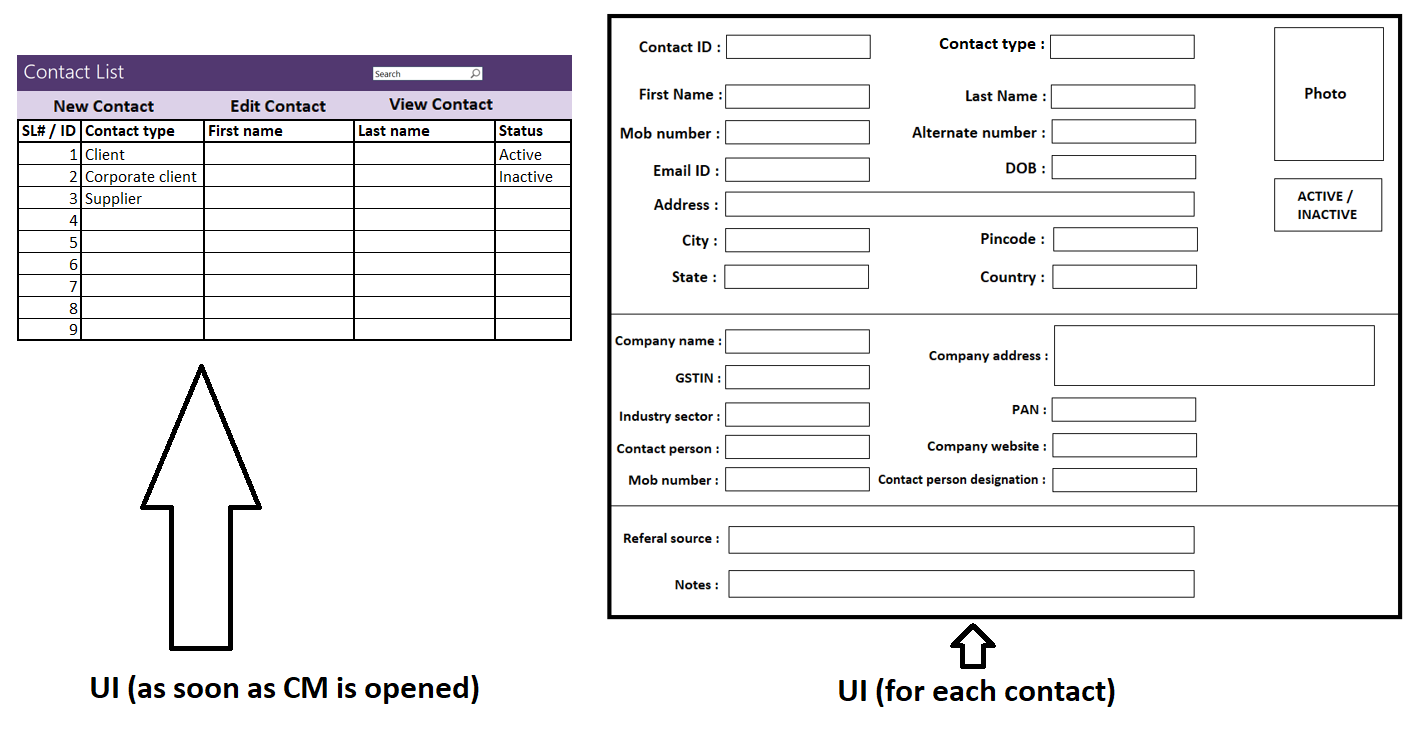 Contact List
Search
New Contact Edit Contact View Contact
SL# / ID Contact type First name Last name Status
1 Client Active
2 Corporate client Inactive
3 Supplier
4
5
6
7
8
9
UI (as soon as CM is opened)
Contact ID : Contact type :
Photo
First Name : Last Name :
Mob number : Alternate number :
Email ID : DOB :
ACTIVE /
INACTIVE
Address :
City : Pincode :
State : Country :
Company name : Company address :
GSTIN :
Industry sector : PAN :
Contact person : Company website :
Mob number : Contact person designation :
Referal source :
Notes :
UI (for each contact)